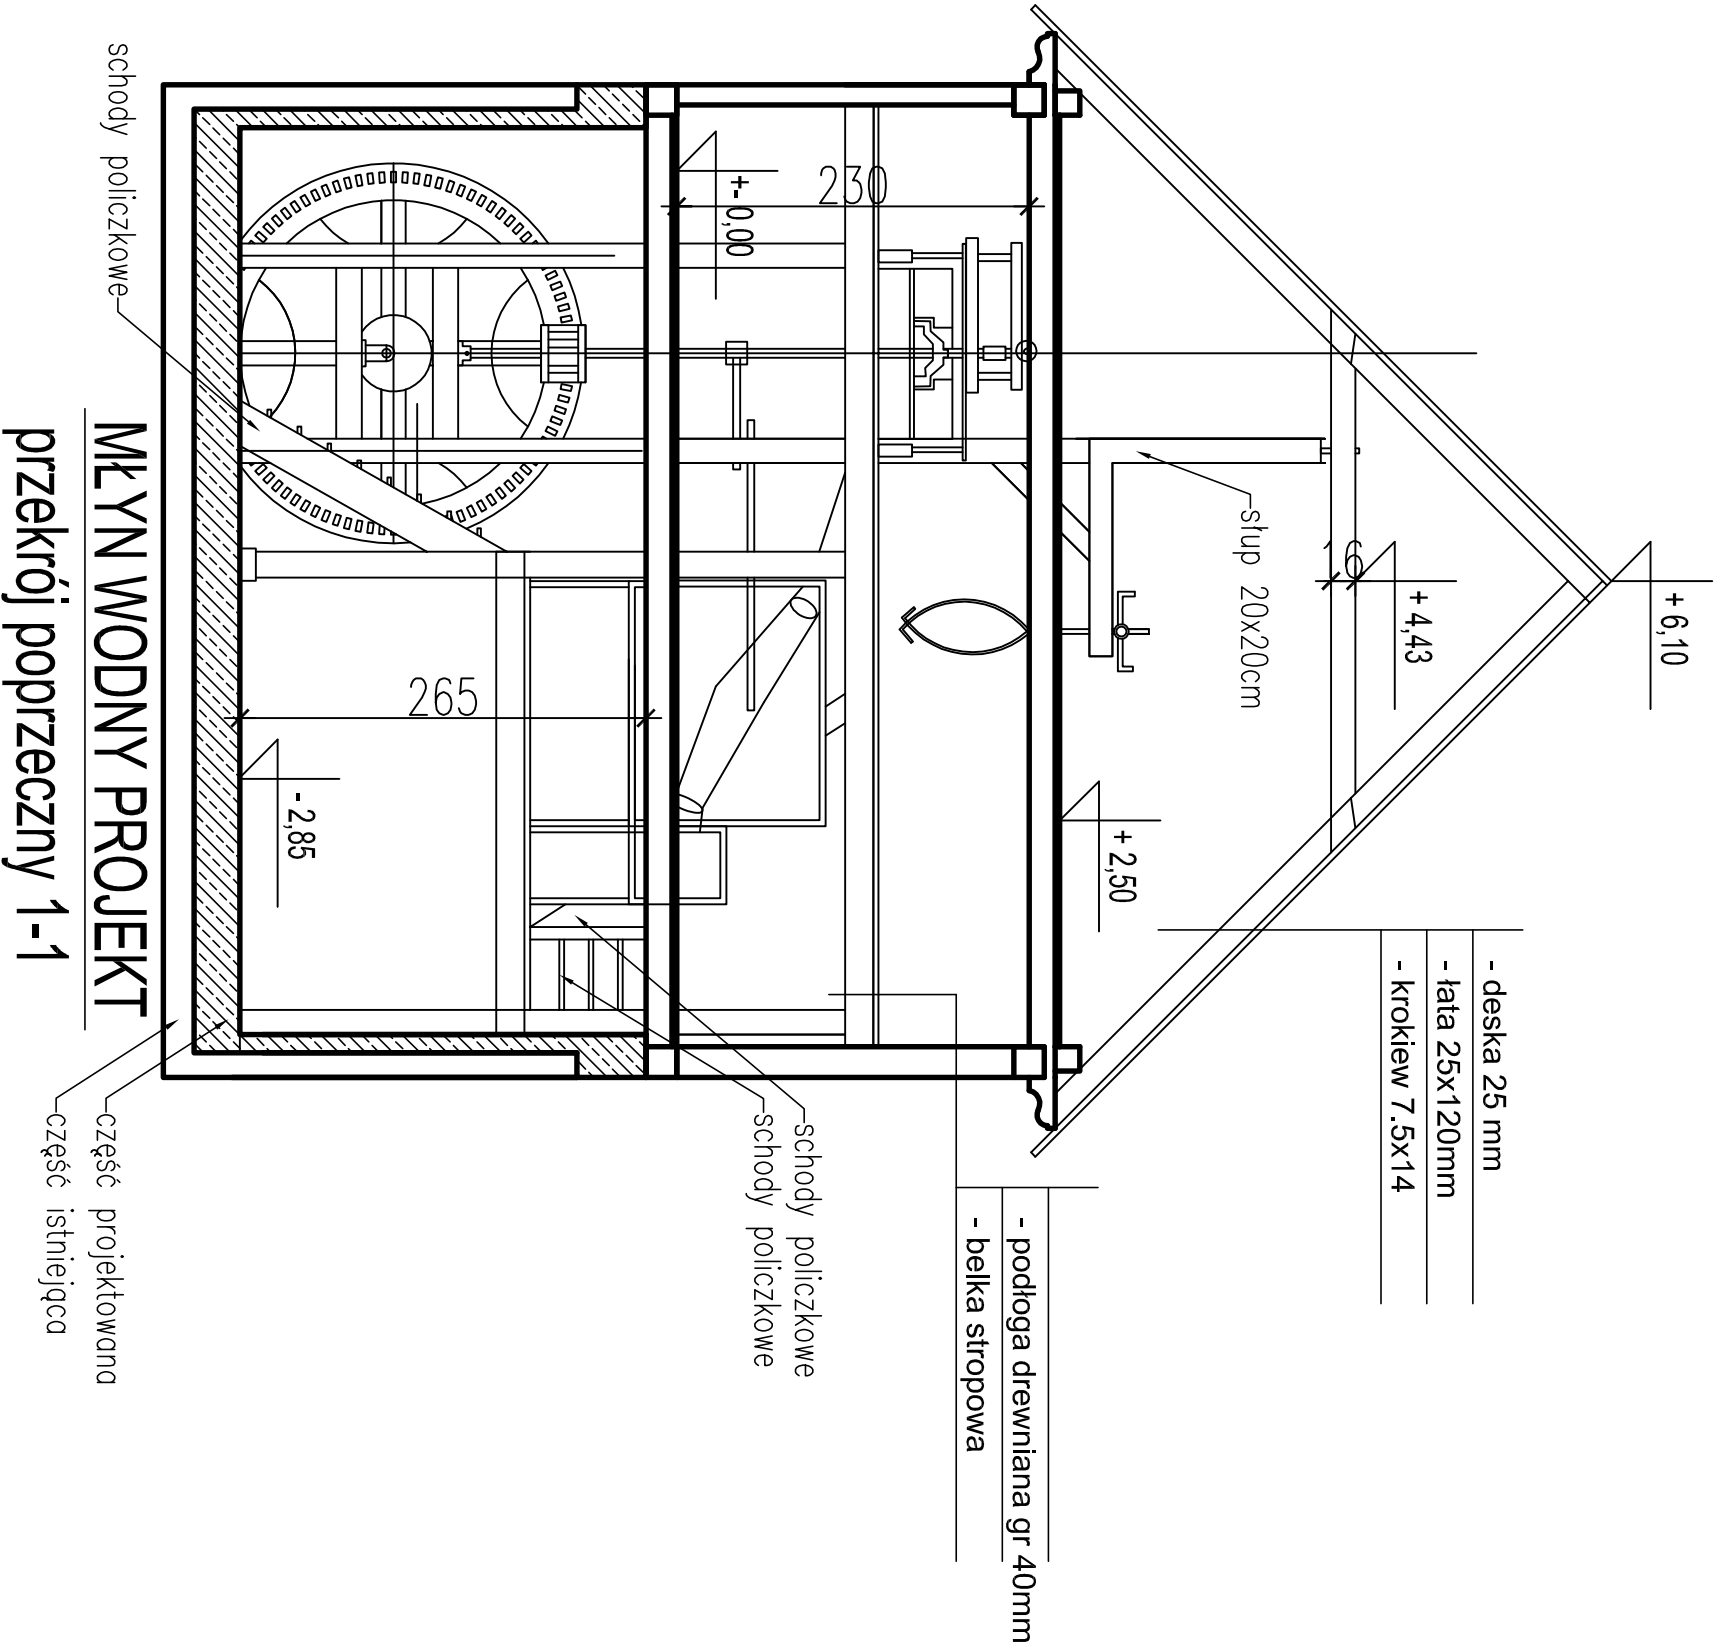 + 6,10
+ 4,43
16
słup 20x20cm
+ 2,50
- deska 25 mm
- łata 25x120mm
- krokiew 7.5x14
- podłoga drewniana gr 40mm
- belka stropowa
230
+- 0,00
schody policzkowe
schody policzkowe
265
- 2,85
schody policzkowe
część projektowana
część istniejąca
MŁYN WODNY PROJEKT
przekrój poprzeczny 1-1